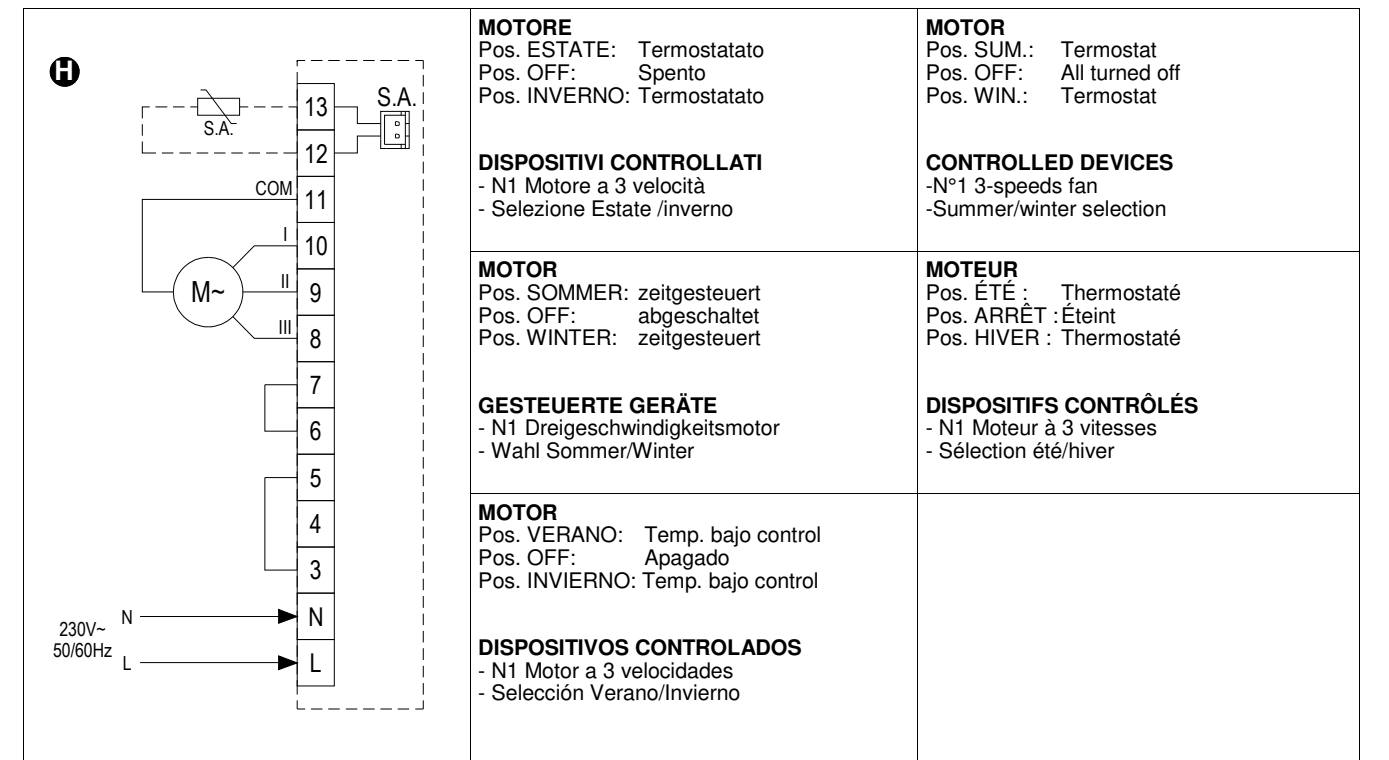 H
13
S.A.
S.A.
12
COM
11
I
10
M~
II
9
III
8
7
6
5
4
3
N
N
230V~
50/60Hz
L
L
MOTORE
Pos. ESTATE: Termostatato
Pos. OFF: Spento
Pos. INVERNO: Termostatato
DISPOSITIVI CONTROLLATI
- N1 Motore a 3 velocità
- Selezione Estate /inverno
MOTOR
Pos. SUM.: Termostat
Pos. OFF: All turned off
Pos. WIN.: Termostat
CONTROLLED DEVICES
-N°1 3-speeds fan
-Summer/winter selection
MOTOR
Pos. SOMMER: zeitgesteuert
Pos. OFF: abgeschaltet
Pos. WINTER: zeitgesteuert
GESTEUERTE GERÄTE
- N1 Dreigeschwindigkeitsmotor
- Wahl Sommer/Winter
MOTEUR
Pos. ÉTÉ : Thermostaté
Pos. ARRÊT : Éteint
Pos. HIVER : Thermostaté
DISPOSITIFS CONTRÔLÉS
- N1 Moteur à 3 vitesses
- Sélection été/hiver
MOTOR
Pos. VERANO: Temp. bajo control
Pos. OFF: Apagado
Pos. INVIERNO: Temp. bajo control
DISPOSITIVOS CONTROLADOS
- N1 Motor a 3 velocidades
- Selección Verano/Invierno